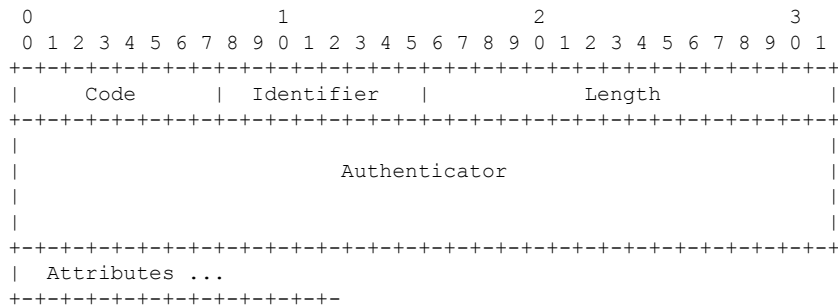 0                   1                   2                   3
 0 1 2 3 4 5 6 7 8 9 0 1 2 3 4 5 6 7 8 9 0 1 2 3 4 5 6 7 8 9 0 1
+-+-+-+-+-+-+-+-+-+-+-+-+-+-+-+-+-+-+-+-+-+-+-+-+-+-+-+-+-+-+-+-+
|     Code      |  Identifier   |            Length             |
+-+-+-+-+-+-+-+-+-+-+-+-+-+-+-+-+-+-+-+-+-+-+-+-+-+-+-+-+-+-+-+-+
|                                                               |
|                         Authenticator                         |
|                                                               |
|                                                               |
+-+-+-+-+-+-+-+-+-+-+-+-+-+-+-+-+-+-+-+-+-+-+-+-+-+-+-+-+-+-+-+-+
|  Attributes ...
+-+-+-+-+-+-+-+-+-+-+-+-+-